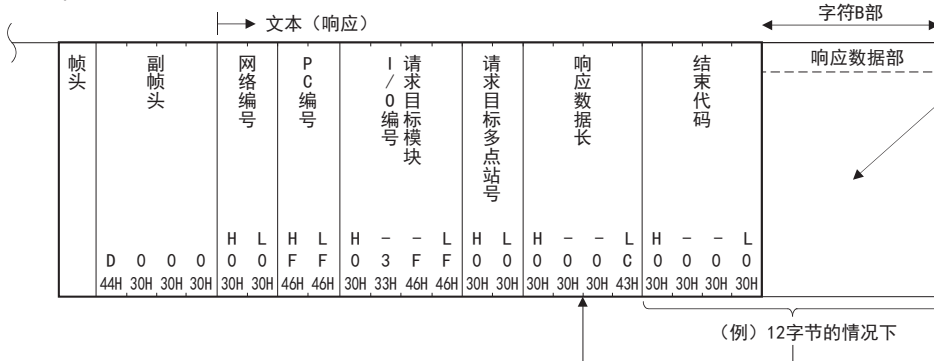 字符B部
文本（响应）
响应数据部
帧头
副帧头
网络编号
PC编号
请求目标模块
I/O编号
请求目标多点站号
响应数据长
结束代码
H L H L H - - L H L H - - L H - - L
D 0 0 0 0 0 F F 0 3 F F 0 0 0 0 0 C 0 0 0 0
44H 30H 30H 30H 30H 30H 46H 46H 30H 33H 46H 46H 30H 30H 30H 30H 30H 43H 30H 30H 30H 30H
（例）12字节的情况下